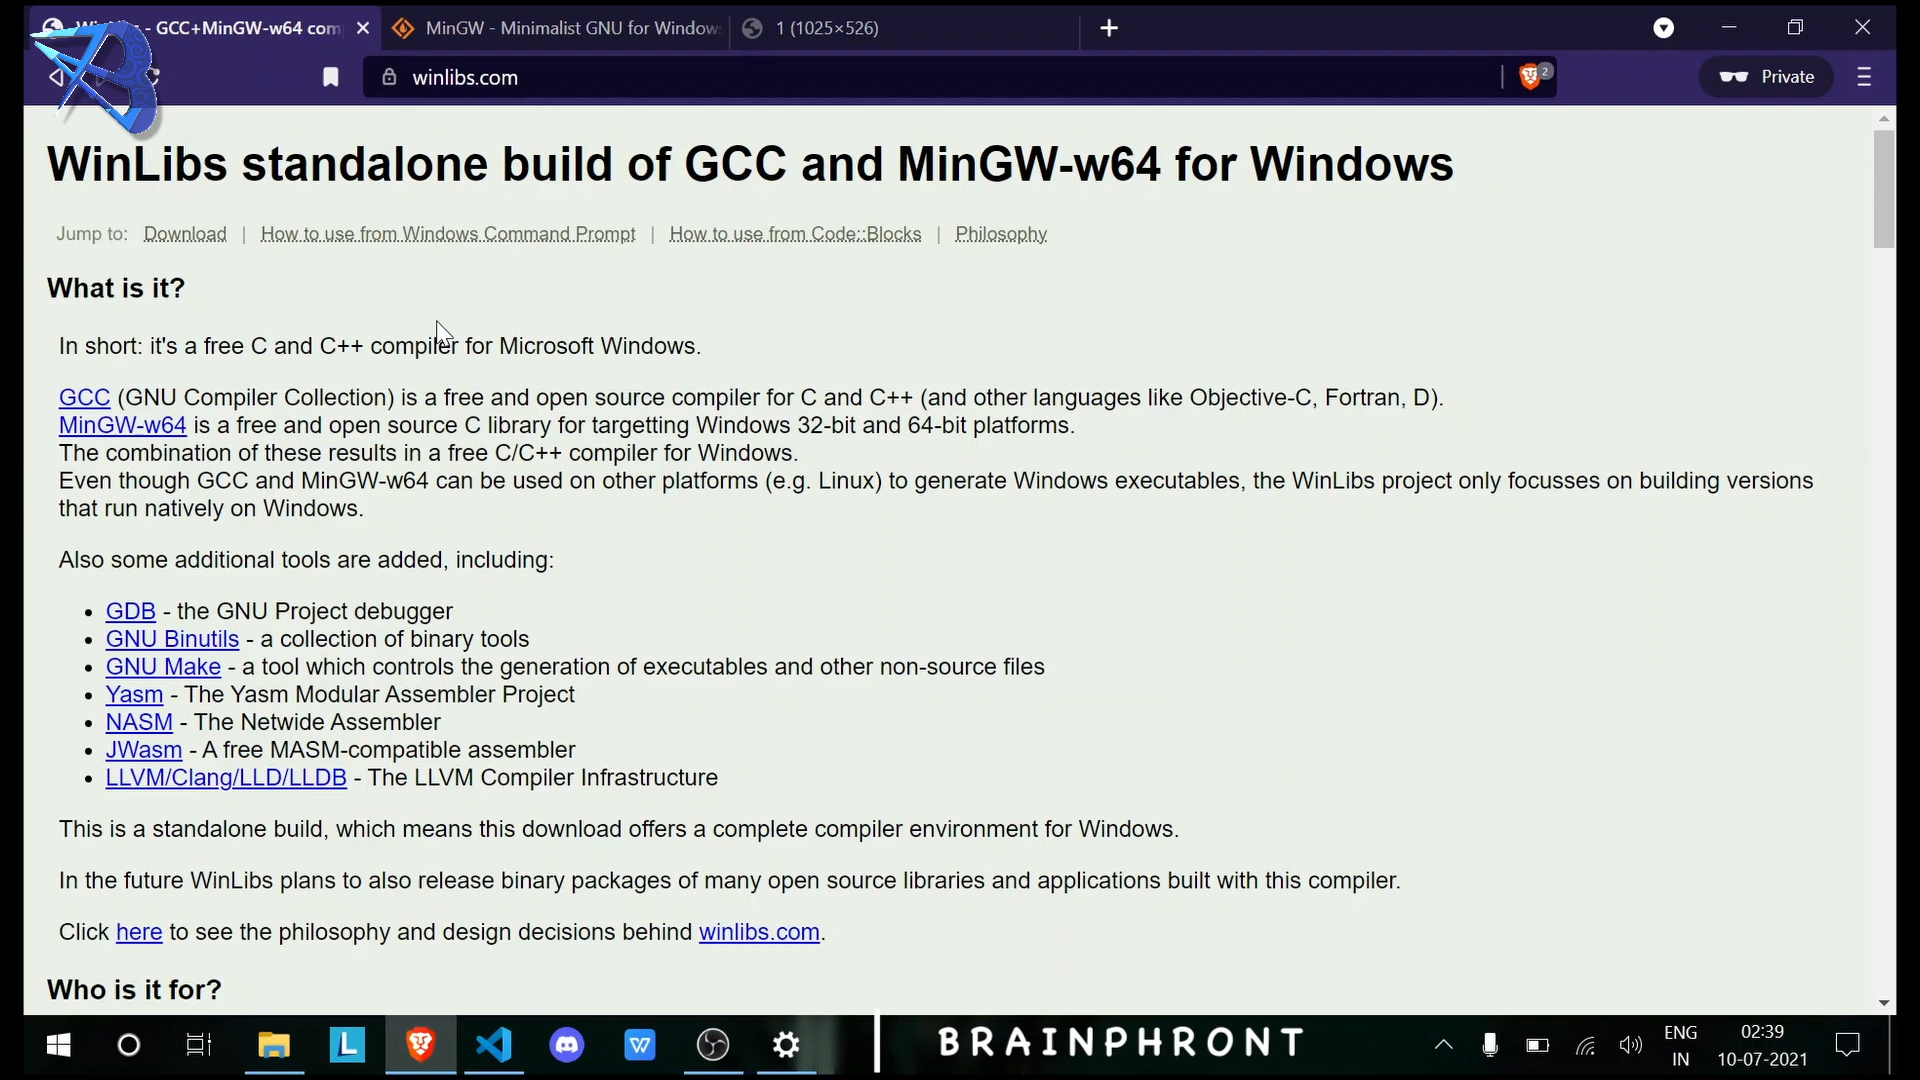 - GCC+MinGW-w64 com
MinGW - Minimalist GNU for Window
1 (1025×526)
winlibs.com
2
Private
WinLibs standalone build of GCC and MinGW-w64 for Windows
Jump to: Download | How to use from Windows Command Prompt | How to use from Code::Blocks | Philosophy
What is it?
In short: it's a free C and C++ compiler for Microsoft Windows.
GCC (GNU Compiler Collection) is a free and open source compiler for C and C++ (and other languages like Objective-C, Fortran, D).
MinGW-w64 is a free and open source C library for targetting Windows 32-bit and 64-bit platforms.
The combination of these results in a free C/C++ compiler for Windows.
Even though GCC and MinGW-w64 can be used on other platforms (e.g. Linux) to generate Windows executables, the WinLibs project only focusses on building versions
that run natively on Windows.
Also some additional tools are added, including:
• GDB - the GNU Project debugger
• GNU Binutils - a collection of binary tools
• GNU Make - a tool which controls the generation of executables and other non-source files
• Yasm - The Yasm Modular Assembler Project
• NASM - The Netwide Assembler
• JWasm - A free MASM-compatible assembler
• LLVM/Clang/LLD/LLDB - The LLVM Compiler Infrastructure
This is a standalone build, which means this download offers a complete compiler environment for Windows.
In the future WinLibs plans to also release binary packages of many open source libraries and applications built with this compiler.
Click here to see the philosophy and design decisions behind winlibs.com.
Who is it for?
L
W
BRAINPHRONT
ENG
IN
02:39
10-07-2021